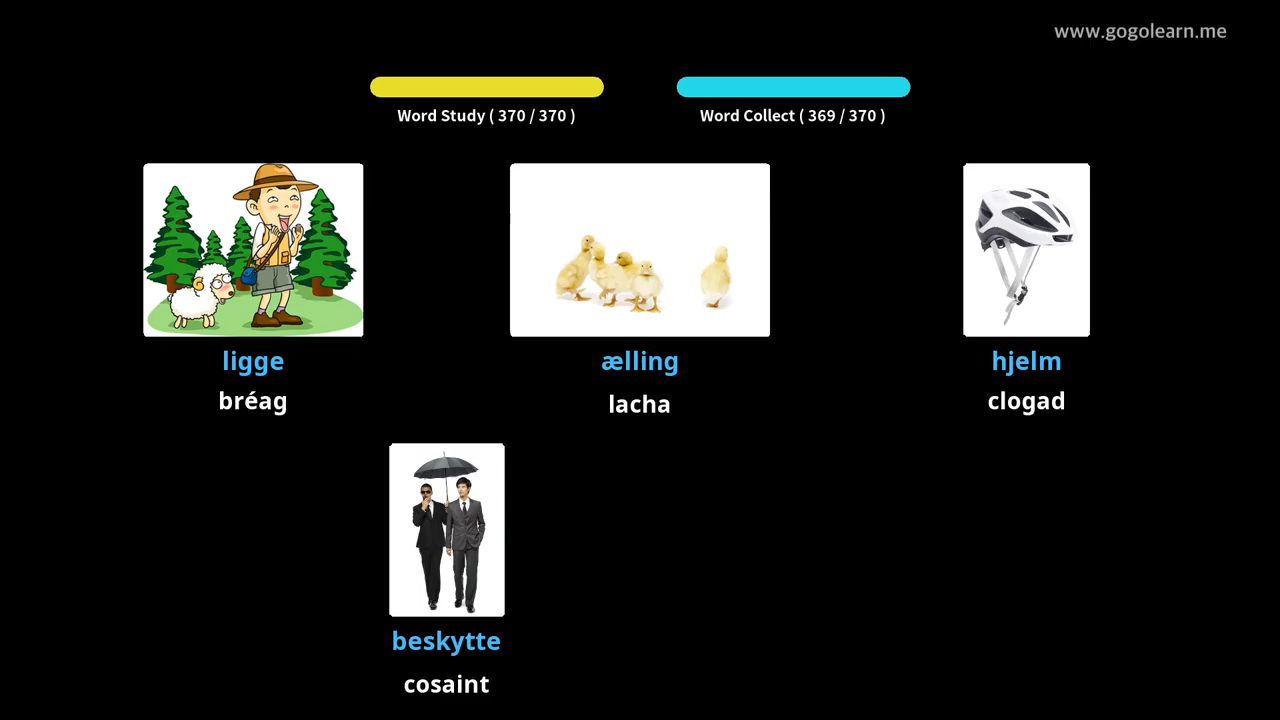 www.gogolearn.me
Word Study ( 370 / 370 )
Word Collect ( 369 / 370 )
ligge
bréag
ælling
lacha
hjelm
clogad
beskytte
cosaint